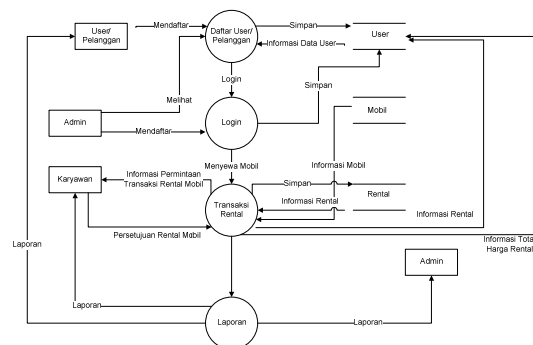 User/
Pelanggan
Mendaftar
Daftar User/
Pelanggan
Simpan
Informasi Data User
User
Login
Melihat
Simpan
Admin
Mendaftar
Login
Mobil
Menyewa Mobil
Informasi Mobil
Karyawan
Informasi Permintaan
Transaksi Rental Mobil
Simpan
Rental
Transaksi
Rental
Informasi Rental
Informasi Rental
Persetujuan Rental Mobil
Laporan
Informasi Tota
Harga Rental
Admin
Laporan
Laporan
Laporan